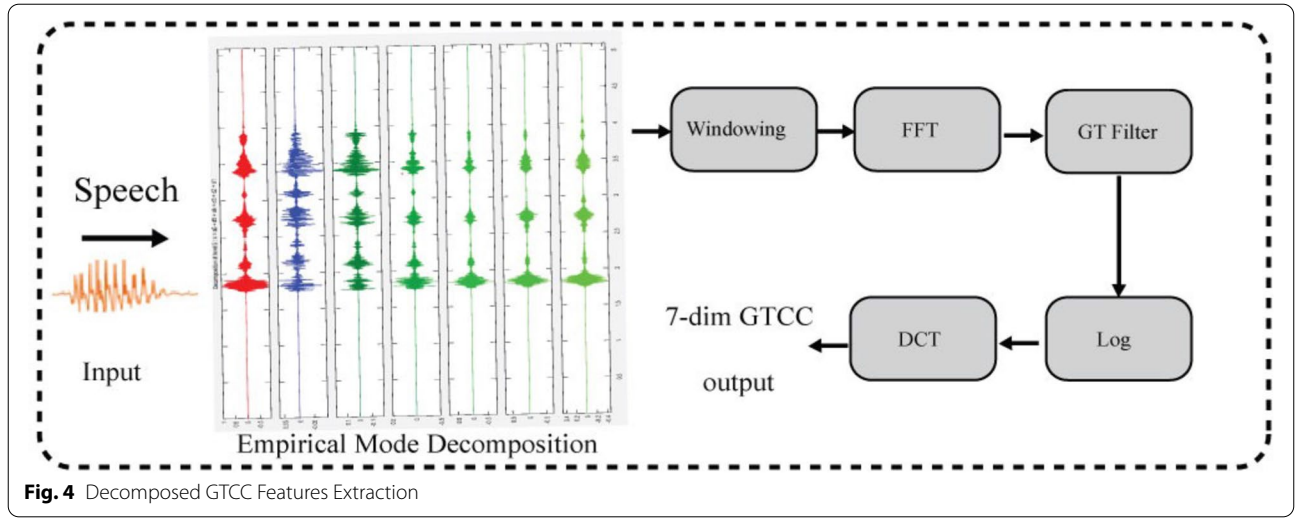 Speech
Input
Empirical Mode Decomposition
Windowing
FFT
GT Filter
Log
DCT
7-dim GTCC
output
Fig. 4 Decomposed GTCC Features Extraction